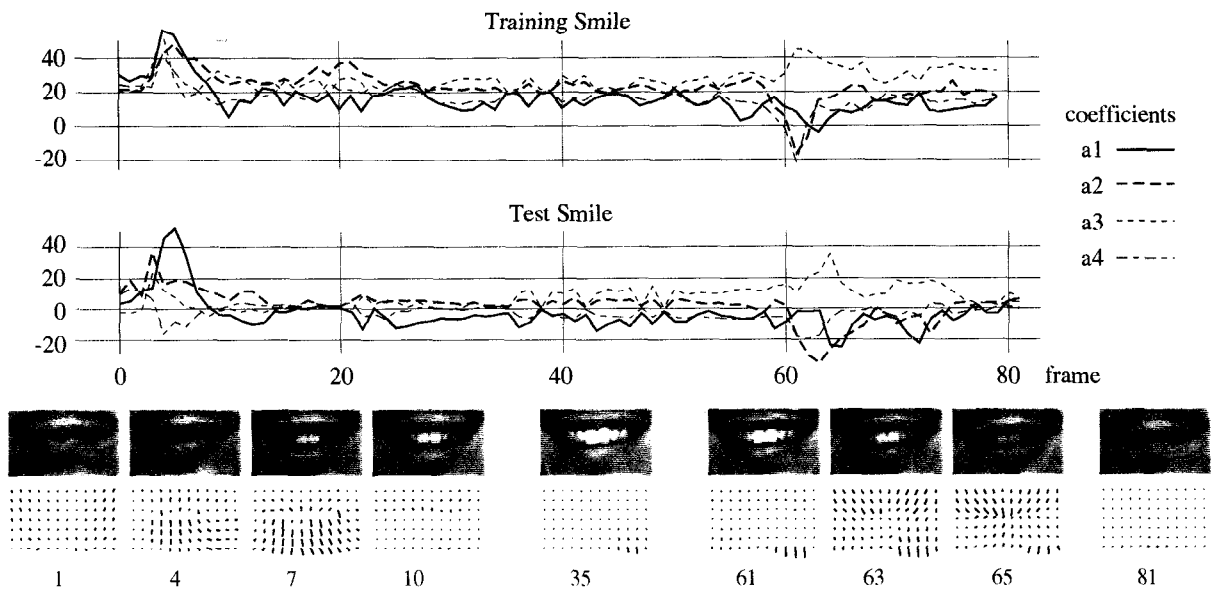 Training Smile
40
20
0
-20
coefficients
a1
a2
a3
a4
Test Smile
40
20
0
-20
0 20 40 60 80 frame
1 4 7 10 35 61 63 65 81